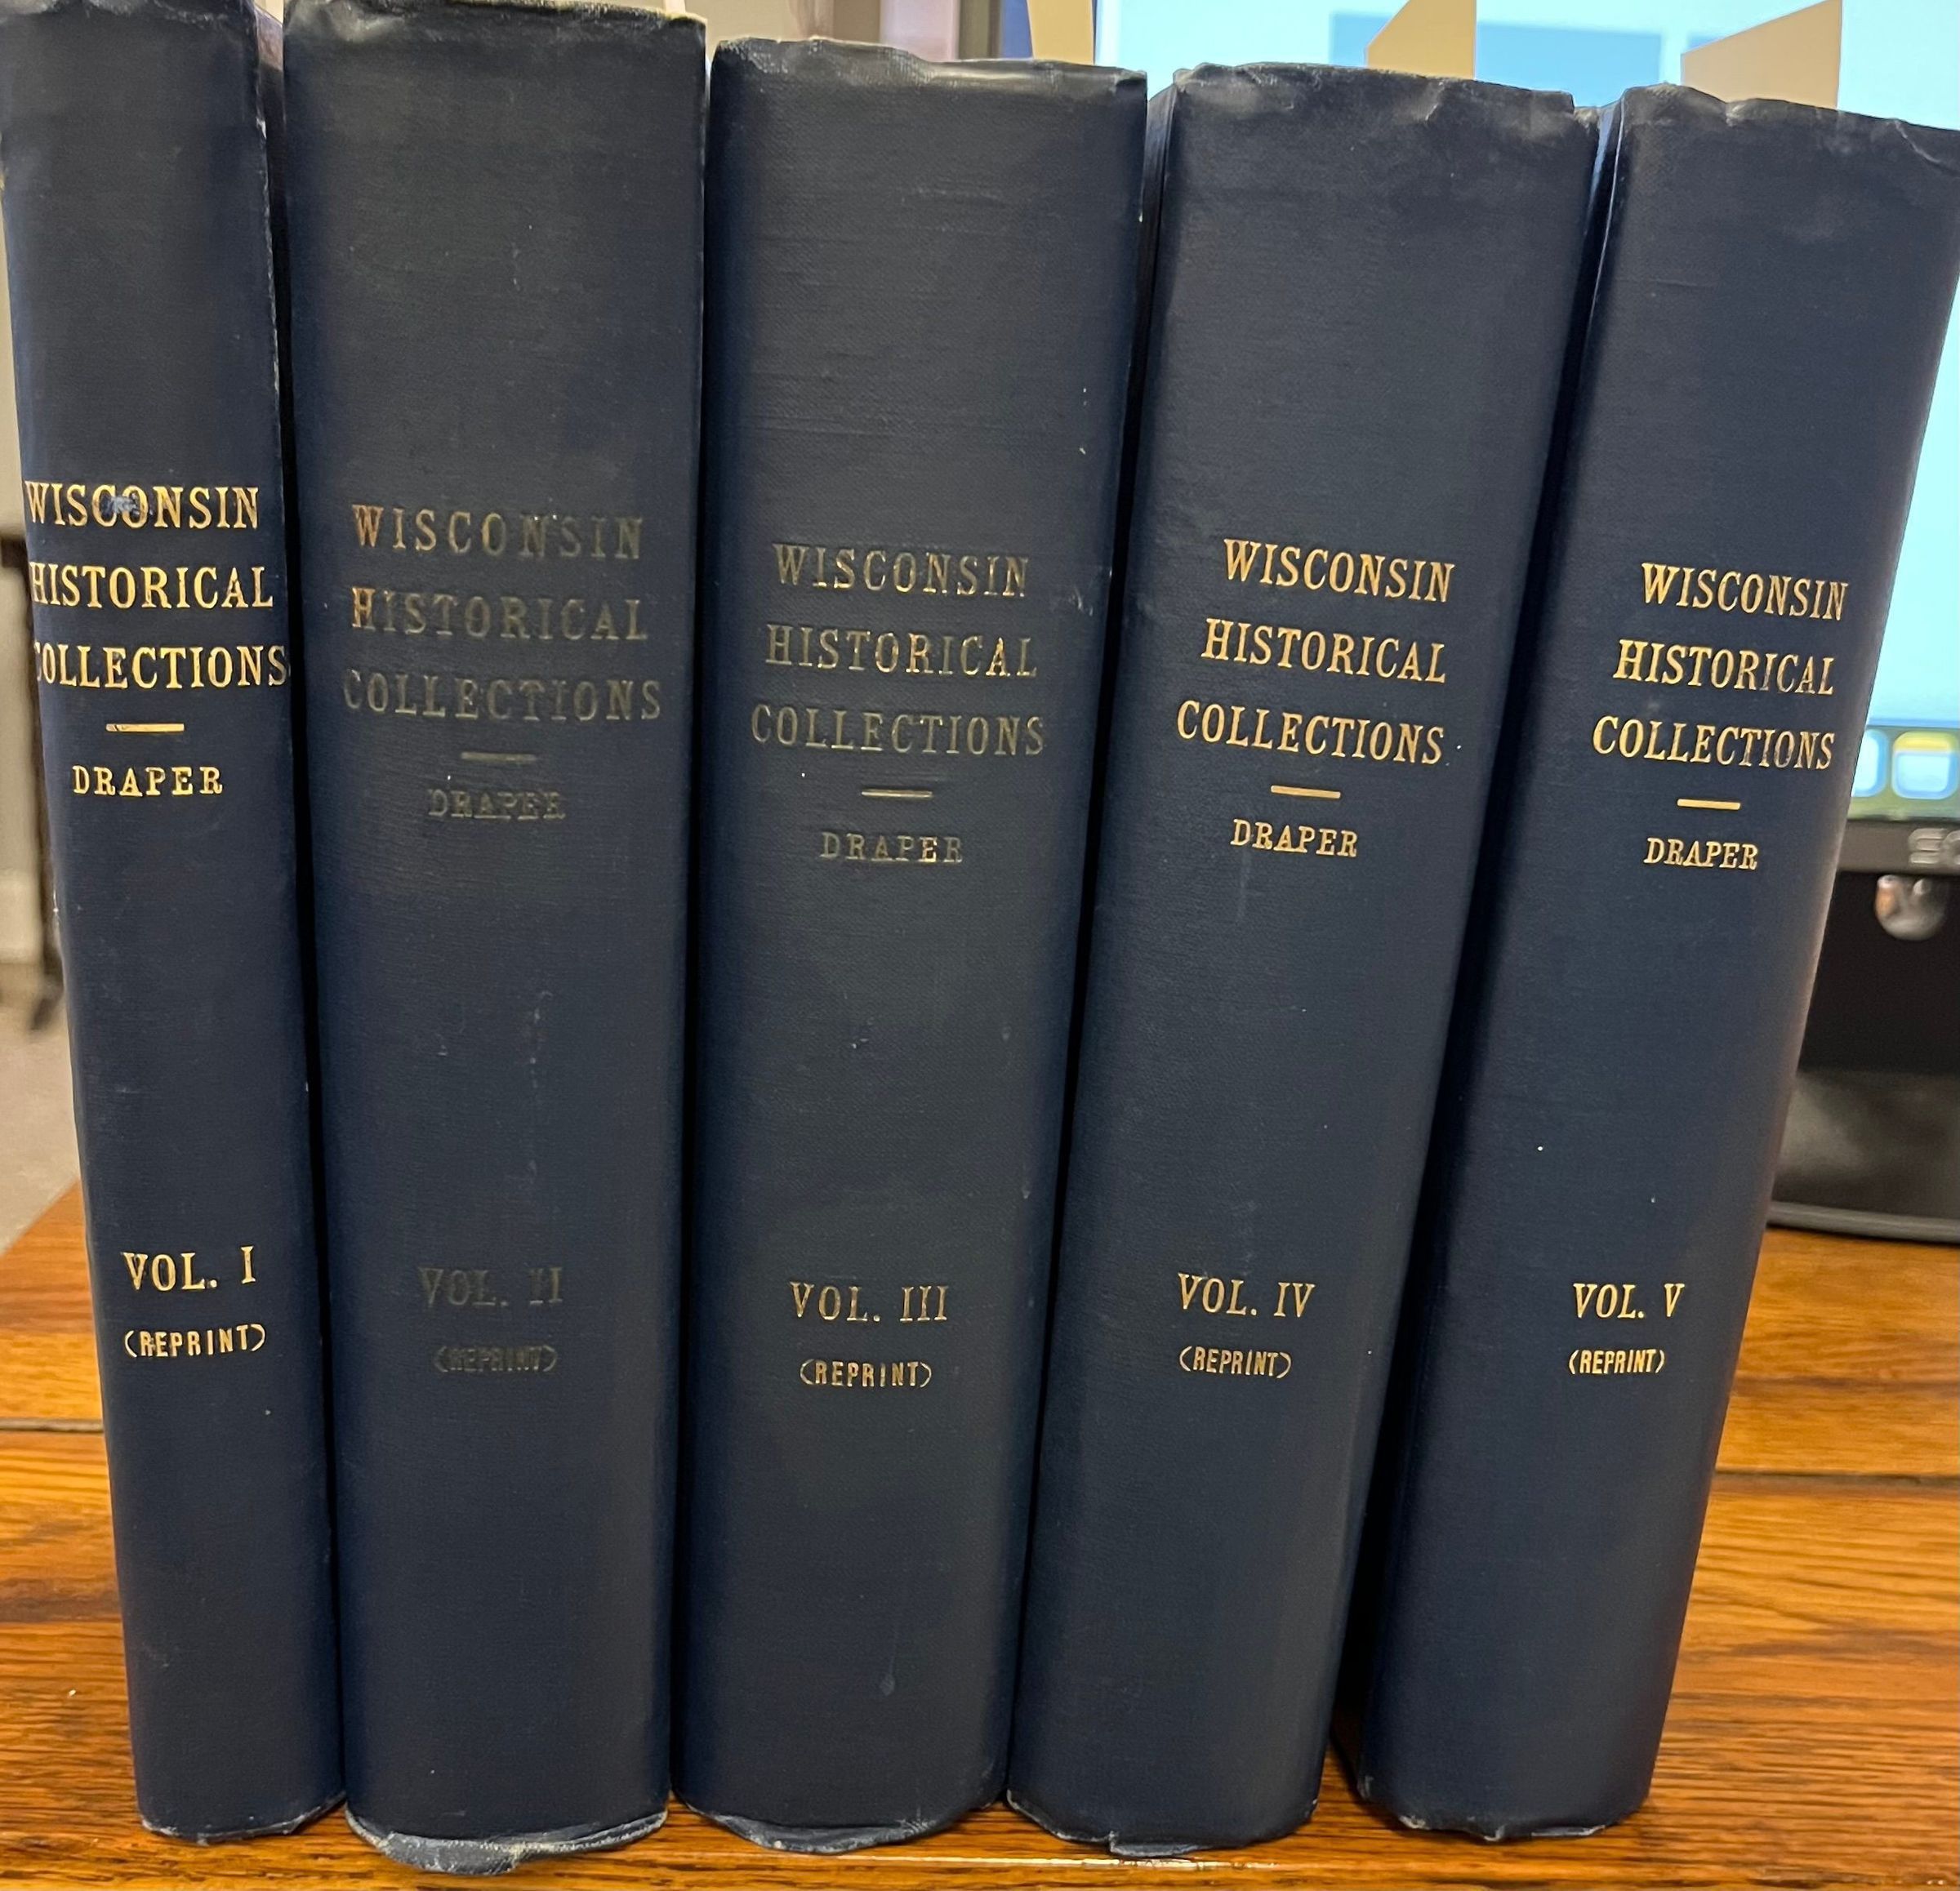 WISCONSIN
HISTORICAL
COLLECTIONS
DRAPER
VOL. I
(REPRINT)
WISCONSIN
HISTORICAL
COLLECTIONS
DRAPER
VOL. II
(REPRINT)
WISCONSIN
HISTORICAL
COLLECTIONS
DRAPER
VOL. III
(REPRINT)
WISCONSIN
HISTORICAL
COLLECTIONS
DRAPER
VOL. IV
(REPRINT)
WISCONSIN
HISTORICAL
COLLECTIONS
DRAPER
VOL. V
(REPRINT)